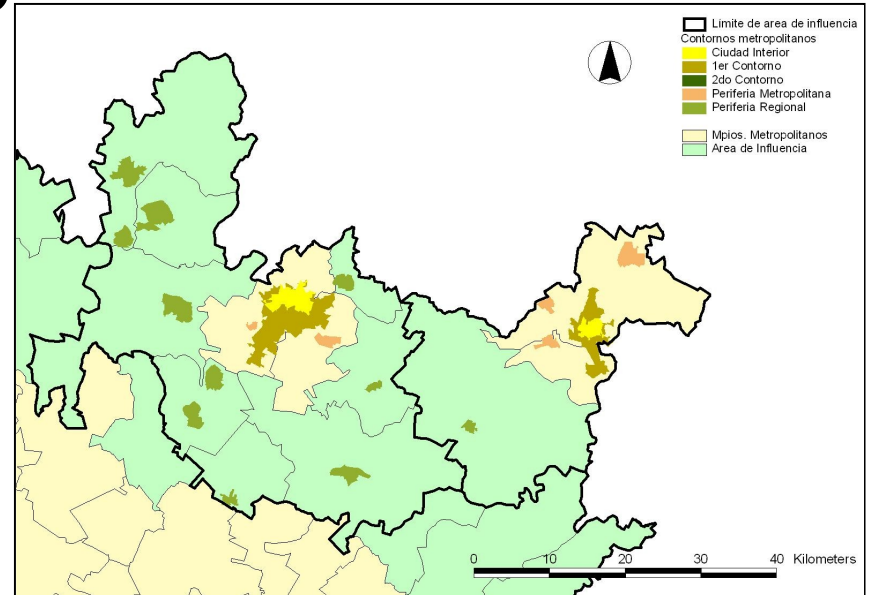 Limite de area de influencia
Contornos metropolitanos
Ciudad Interior
1er Contorno
2do Contorno
Periferia Metropolitana
Periferia Regional
Mpios. Metropolitanos
Area de Influencia
0 10 20 30 40 Kilometers